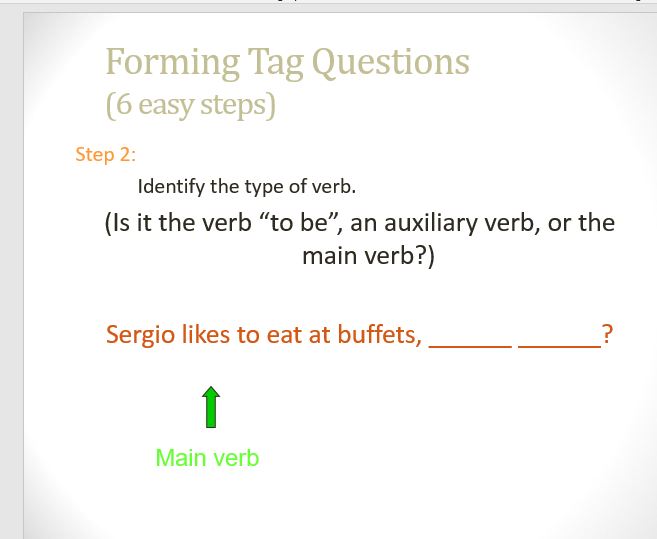 Forming Tag Questions
(6 easy steps)
Step 2:
Identify the type of verb.
(Is it the verb “to be”, an auxiliary verb, or the
main verb?)
Sergio likes to eat at buffets, ______ ______?
Main verb